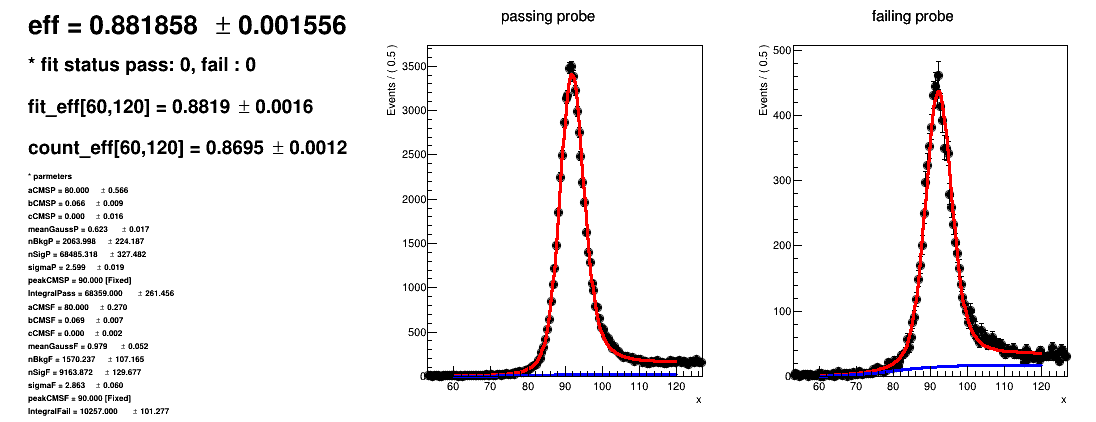 eff = 0.881858 ± 0.001556
* fit status pass: 0, fail : 0
fit_eff[60,120] = 0.8819 ± 0.0016
count_eff[60,120] = 0.8695 ± 0.0012
* parmeters
aCMSP = 80.000 ± 0.566
bCMSP = 0.066 ± 0.009
cCMSP = 0.000 ± 0.016
meanGaussP = 0.623 ± 0.017
nBkgP = 2063.998 ± 224.187
nSigP = 68485.318 ± 327.482
sigmaP = 2.599 ± 0.019
peakCMSP = 90.000 [Fixed]
IntegralPass = 68359.000 ± 261.456
aCMSF = 80.000 ± 0.270
bCMSF = 0.069 ± 0.007
cCMSF = 0.000 ± 0.002
meanGaussF = 0.979 ± 0.052
nBkgF = 1570.237 ± 107.165
nSigF = 9163.872 ± 129.677
sigmaF = 2.863 ± 0.060
peakCMSF = 90.000 [Fixed]
IntegralFail = 10257.000 ± 101.277
passing probe
Events / ( 0.5 )
3500
3000
2500
2000
1500
1000
500
0
60 70 80 90 100 110 120
x
failing probe
Events / ( 0.5 )
500
400
300
200
100
0
60 70 80 90 100 110 120
x